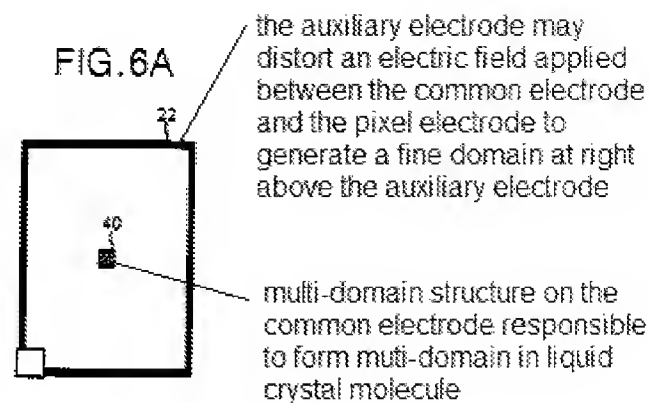 FIG.6A
22
40
the auxiliary electrode may
distort an electric field applied
between the common electrode
and the pixel electrode to
generate a fine domain at right
above the auxiliary electrode
multi-domain structure on the
common electrode responsible
to form muti-domain in liquid
crystal molecule